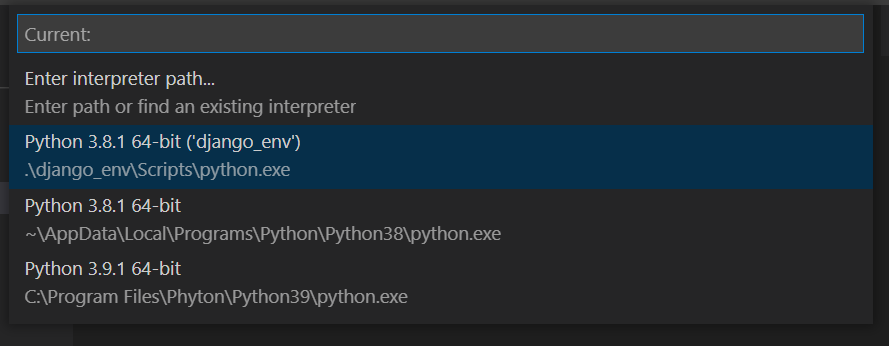 Current:
Enter interpreter path...
Enter path or find an existing interpreter
Python 3.8.1 64-bit ('django_env')
.\django_env\Scripts\python.exe
Python 3.8.1 64-bit
~\AppData\Local\Programs\Python\Python38\python.exe
Python 3.9.1 64-bit
C:\Program Files\Phyton\Python39\python.exe